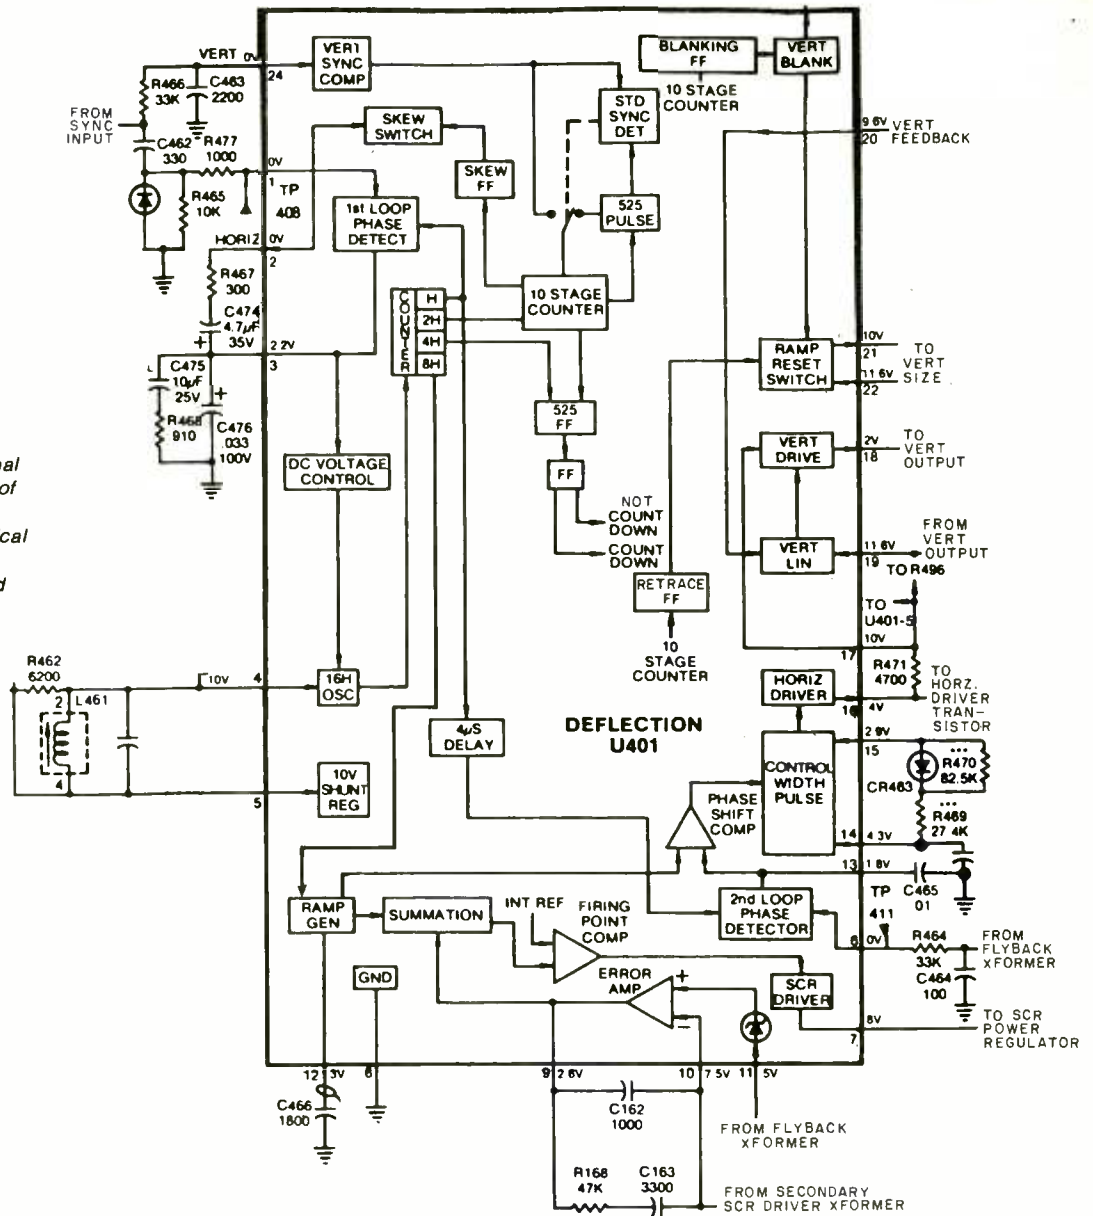 VERT 0V
24
VERT
SYNC
COMP
R466
33K
C463
2200
FROM
SYNC
INPUT
C462
330
R477
1000
0V
1
TP
408
R465
10K
HORIZ 0V
2
R467
300
C474
4.7µF
35V
+
2 2V
3
C475
10µF
25V
+
R468
910
C476
.033
100V
nal
of
ical
d
SKEW
SWITCH
SKEW
FF
1st LOOP
PHASE
DETECT
COUNTER
H
2H
4H
8H
BLANKING
FF
VERT
BLANK
10 STAGE
COUNTER
STD
SYNC
DET
525
PULSE
10 STAGE
COUNTER
9 6V
20
VERT
FEEDBACK
RAMP
RESET
SWITCH
10V
21
11 6V
22
TO
VERT
SIZE
525
FF
FF
NOT
COUNT
DOWN
COUNT
DOWN
VERT
DRIVE
2V
18
TO
VERT
OUTPUT
VERT
LIN
11 6V
19
FROM
VERT
OUTPUT
TO R496
TO
U401-5
10V
17
R471
4700
RETRACE
FF
10
STAGE
COUNTER
DC VOLTAGE
CONTROL
R462
6200
2
L461
4
10V
4
16H
OSC
5
10V
SHUNT
REG
4µS
DELAY
DEFLECTION
U401
HORIZ
DRIVER
16
4V
TO
HORZ.
DRIVER
TRAN-
SISTOR
CONTROL
WIDTH
PULSE
2 9V
15
CR463
R470
82.5K
R469
27 4K
14
4 3V
13
1 8V
C465
01
PHASE
SHIFT
COMP
TP
411
2nd LOOP
PHASE
DETECTOR
6
0V
R464
33K
C464
100
FROM
FLYBACK
XFORMER
RAMP
GEN
SUMMATION
INT REF
FIRING
POINT
COMP
GND
ERROR
AMP
+
−
SCR
DRIVER
8V
7
TO SCR
POWER
REGULATOR
12
3V
C466
1800
9
2 6V
10
7 5V
11
5V
C162
1000
R168
47K
C163
3300
FROM FLYBACK
XFORMER
FROM SECONDARY
SCR DRIVER XFORMER